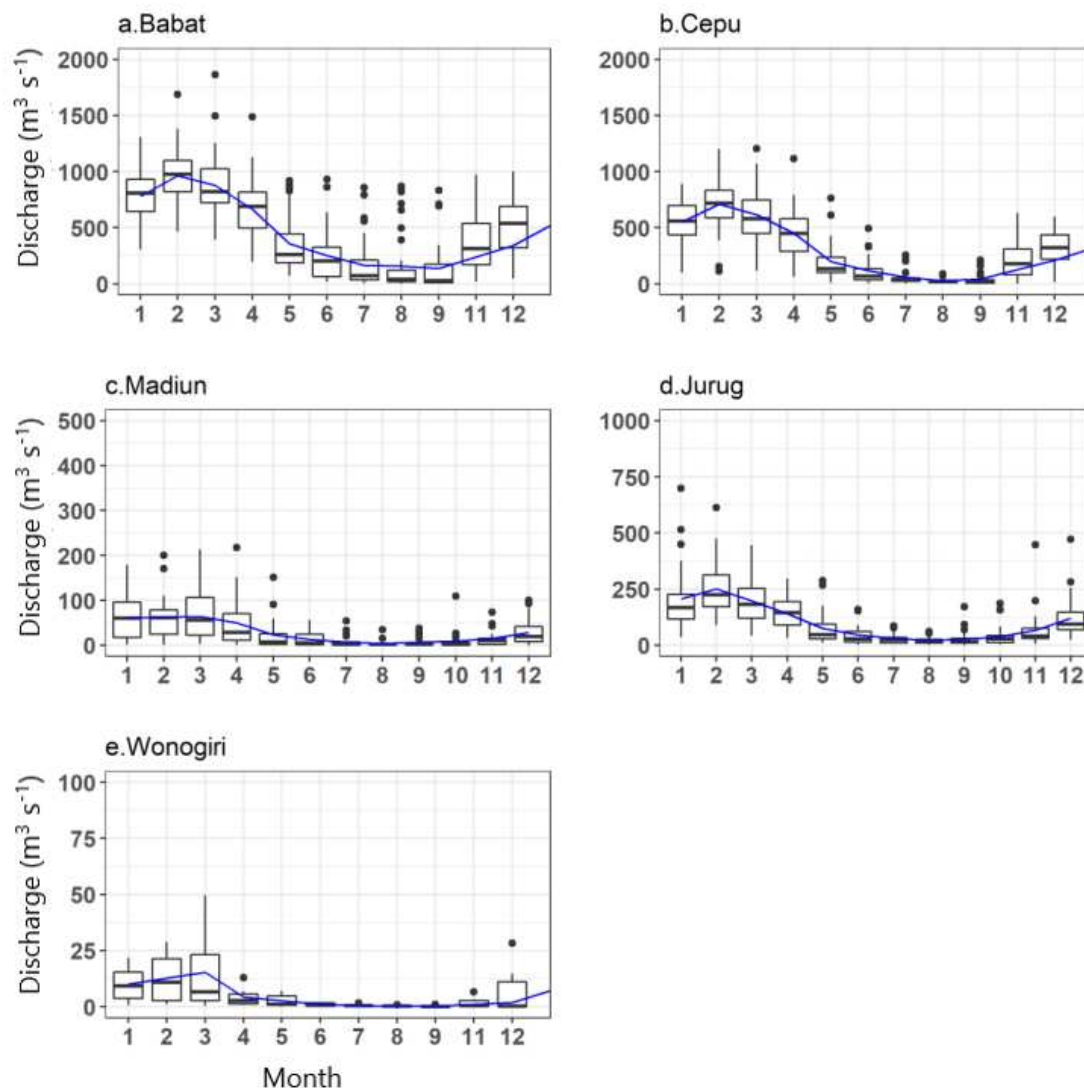 a.Babat
b.Cepu
Discharge (m³ s⁻¹)
2000
1500
1000
500
0
1 2 3 4 5 6 7 8 9 11 12
2000
1500
1000
500
0
1 2 3 4 5 6 7 8 9 11 12
c.Madiun
d.Jurug
Discharge (m³ s⁻¹)
500
400
300
200
100
0
1 2 3 4 5 6 7 8 9 10 11 12
1000
750
500
250
0
1 2 3 4 5 6 7 8 9 10 11 12
e.Wonogiri
Discharge (m³ s⁻¹)
100
75
50
25
0
1 2 3 4 5 6 7 8 9 11 12
Month